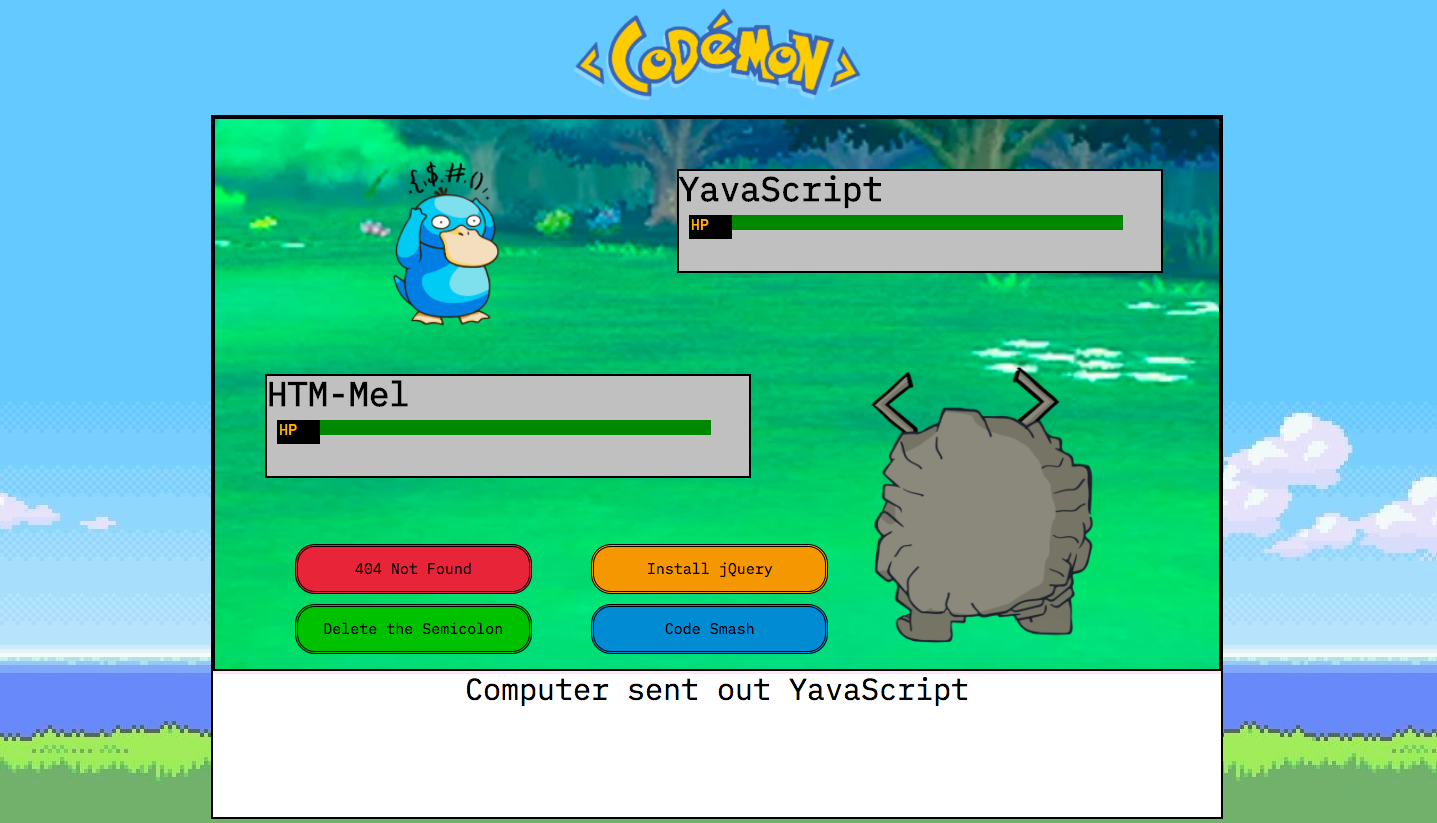 <CODéMON>
{;$.#.();
YavaScript
HP
HTM-Mel
HP
404 Not Found
Install jQuery
Delete the Semicolon
Code Smash
Computer sent out YavaScript